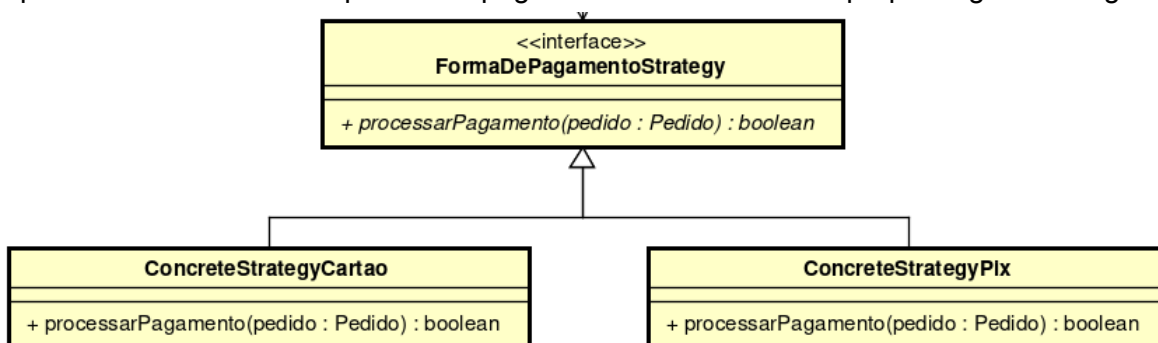 <<interface>>
FormaDePagamentoStrategy
+ processarPagamento(pedido : Pedido) : boolean
ConcreteStrategyCartao
ConcreteStrategyPIx
+ processarPagamento(pedido : Pedido) : boolean
+ processarPagamento(pedido : Pedido) : boolean